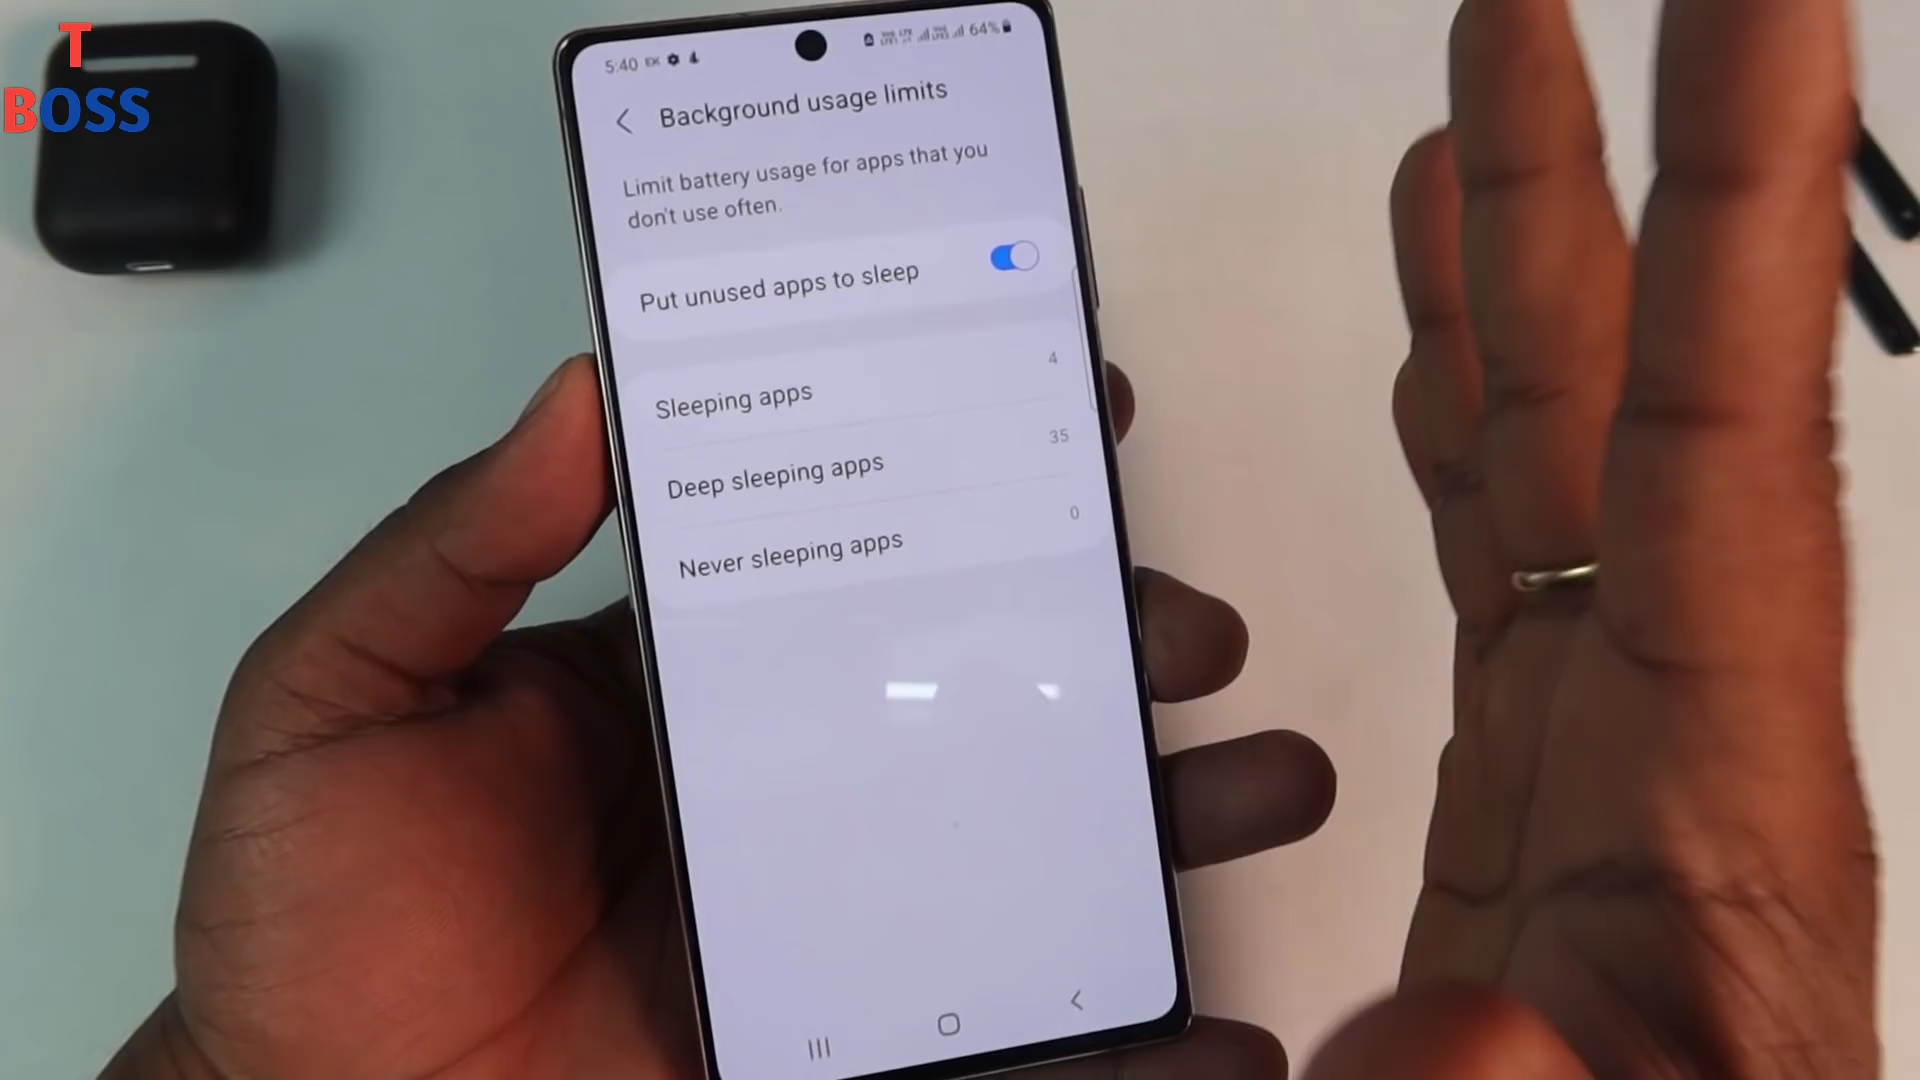 T
BOSS
5:40
64%
Background usage limits
Limit battery usage for apps that you
don't use often.
Put unused apps to sleep
Sleeping apps
4
Deep sleeping apps
35
Never sleeping apps
0